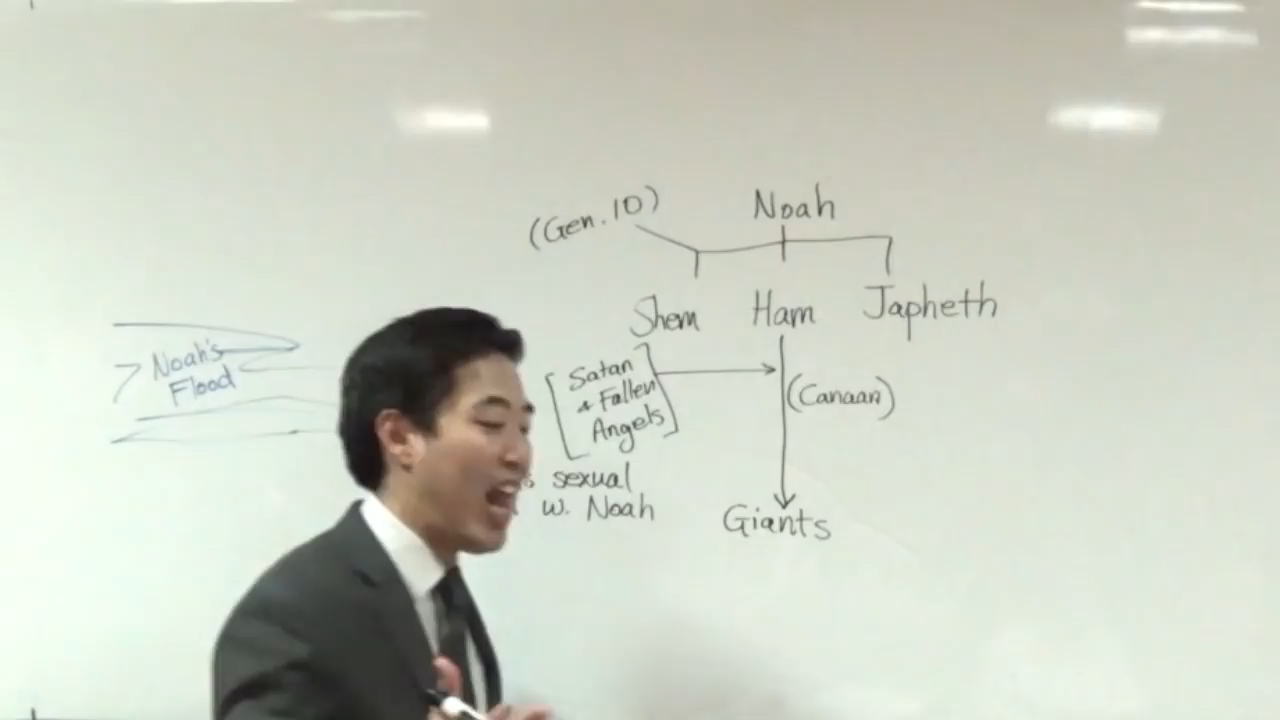 (Gen. 10)
Noah
Shem Ham Japheth
Noah's
Flood
Satan
& Fallen
Angels
(Canaan)
sexual
w. Noah
Giants